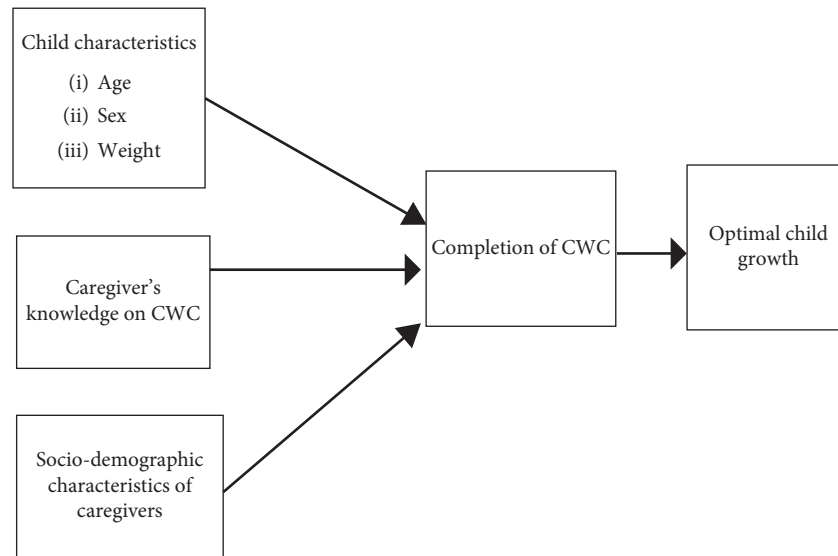 Child characteristics
(i) Age
(ii) Sex
(iii) Weight
Caregiver's
knowledge on CWC
Socio-demographic
characteristics of
caregivers
Completion of CWC
Optimal child
growth